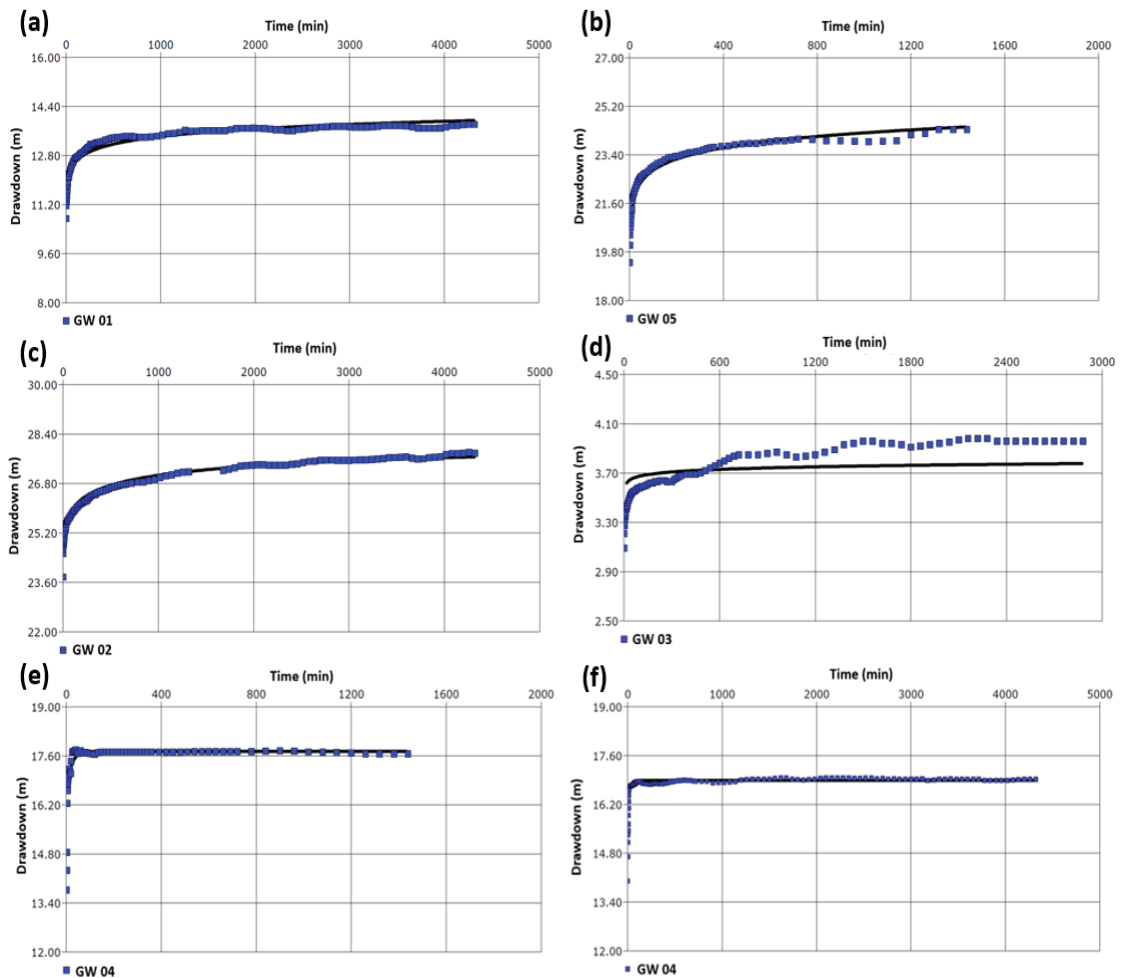 (a)
Time (min)
0 1000 2000 3000 4000 5000
Drawdown (m)
16.00
14.40
12.80
11.20
9.60
8.00
GW 01
(b)
Time (min)
0 400 800 1200 1600 2000
Drawdown (m)
27.00
25.20
23.40
21.60
19.80
18.00
GW 05
(c)
Time (min)
0 1000 2000 3000 4000 5000
Drawdown (m)
30.00
28.40
26.80
25.20
23.60
22.00
GW 02
(d)
Time (min)
0 600 1200 1800 2400 3000
Drawdown (m)
4.50
4.10
3.70
3.30
2.90
2.50
GW 03
(e)
Time (min)
0 400 800 1200 1600 2000
Drawdown (m)
19.00
17.60
16.20
14.80
13.40
12.00
GW 04
(f)
Time (min)
0 1000 2000 3000 4000 5000
Drawdown (m)
19.00
17.60
16.20
14.80
13.40
12.00
GW 04